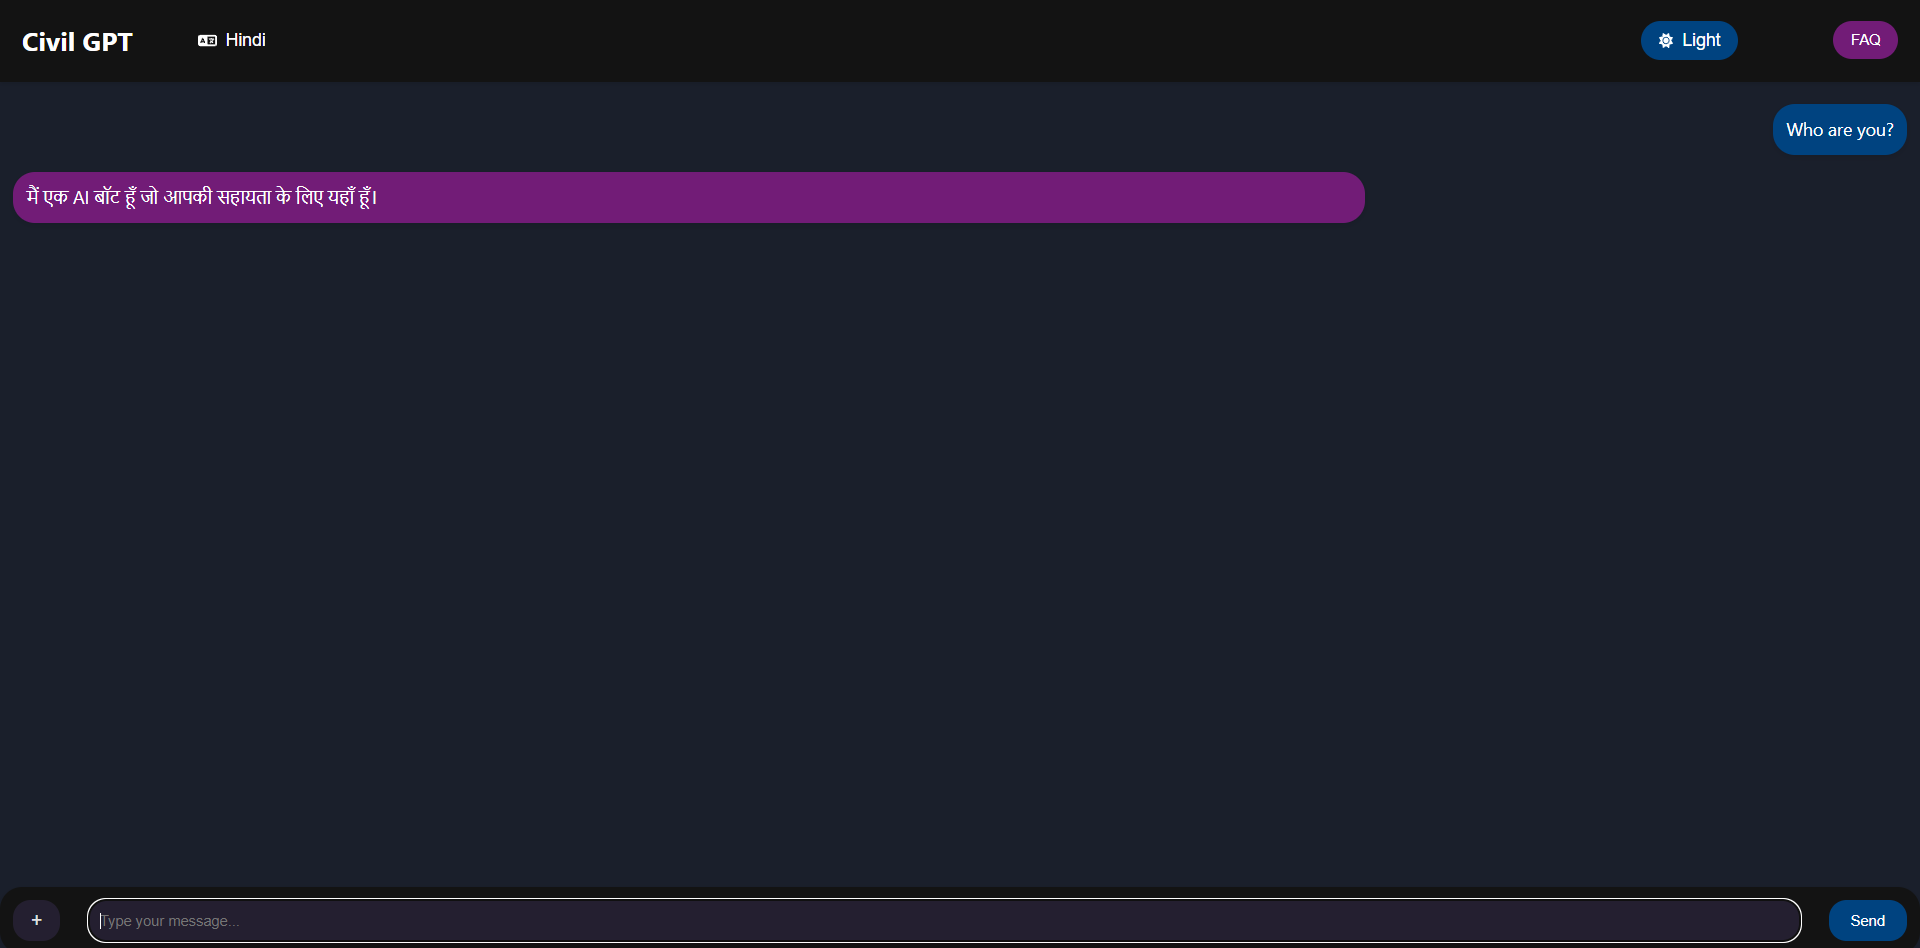 Civil GPT
Hindi
Light
FAQ
Who are you?
मैं एक AI बॉट हूँ जो आपकी सहायता के लिए यहाँ हूँ।
+
Type your message...
Send